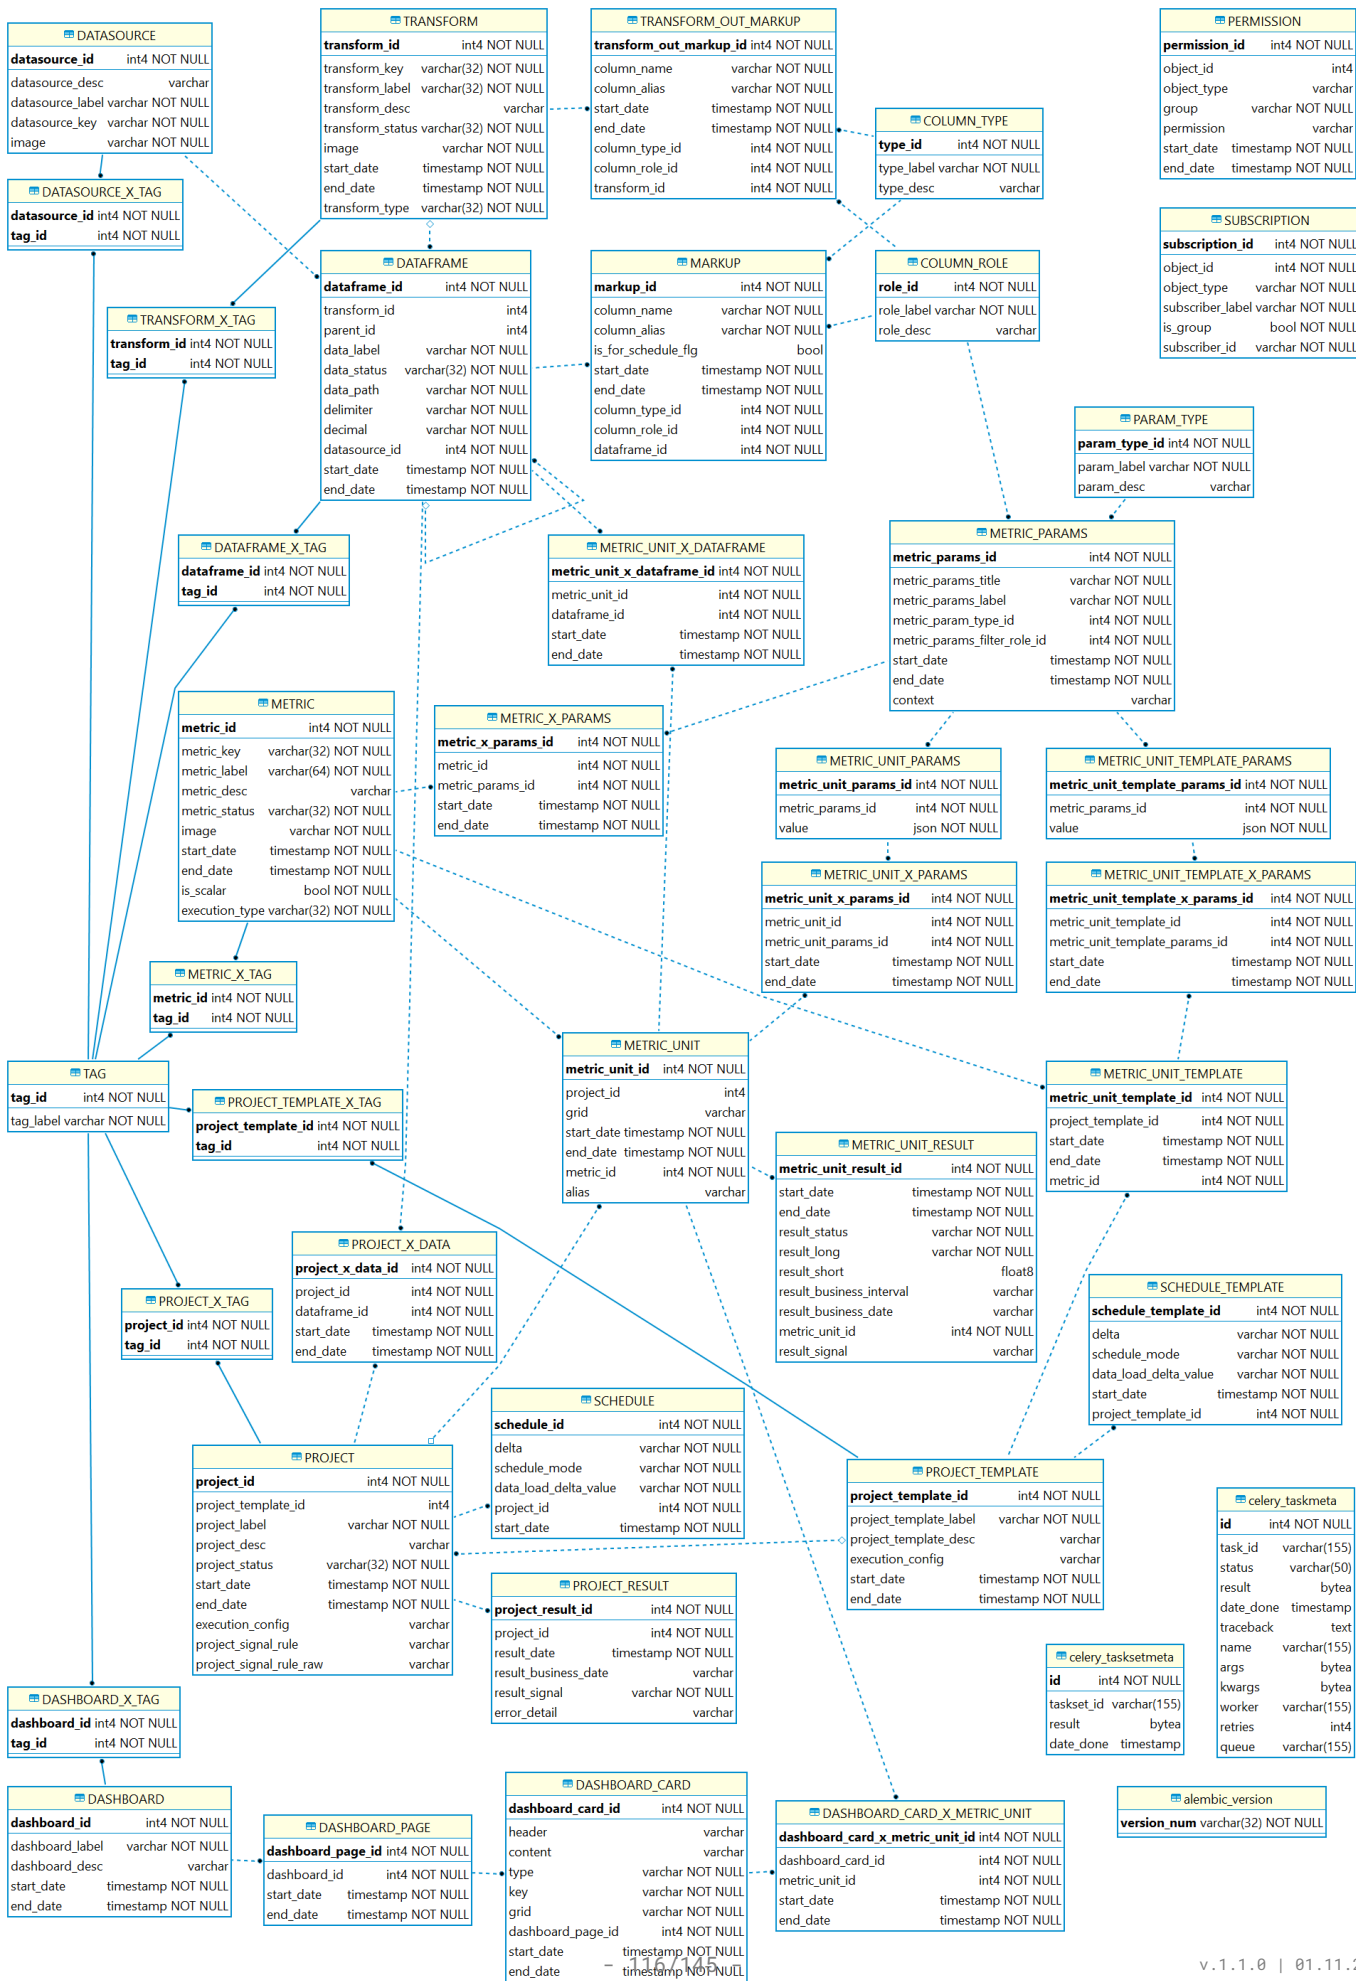 DATASOURCE
datasource_id int4 NOT NULL
datasource_desc varchar
datasource_label varchar NOT NULL
datasource_key varchar NOT NULL
image varchar NOT NULL
TRANSFORM
transform_id int4 NOT NULL
transform_key varchar(32) NOT NULL
transform_label varchar(32) NOT NULL
transform_desc varchar
transform_status varchar(32) NOT NULL
image varchar NOT NULL
start_date timestamp NOT NULL
end_date timestamp NOT NULL
transform_type varchar(32) NOT NULL
TRANSFORM_OUT_MARKUP
transform_out_markup_id int4 NOT NULL
column_name varchar NOT NULL
column_alias varchar NOT NULL
start_date timestamp NOT NULL
end_date timestamp NOT NULL
column_type_id int4 NOT NULL
column_role_id int4 NOT NULL
transform_id int4 NOT NULL
COLUMN_TYPE
type_id int4 NOT NULL
type_label varchar NOT NULL
type_desc varchar
PERMISSION
permission_id int4 NOT NULL
object_id int4
object_type varchar
group varchar NOT NULL
permission varchar
start_date timestamp NOT NULL
end_date timestamp NOT NULL
DATASOURCE_X_TAG
datasource_id int4 NOT NULL
tag_id int4 NOT NULL
SUBSCRIPTION
subscription_id int4 NOT NULL
object_id int4 NOT NULL
object_type varchar NOT NULL
subscriber_label varchar NOT NULL
is_group bool NOT NULL
subscriber_id varchar NOT NULL
TRANSFORM_X_TAG
transform_id int4 NOT NULL
tag_id int4 NOT NULL
DATAFRAME
dataframe_id int4 NOT NULL
transform_id int4
parent_id int4
data_label varchar NOT NULL
data_status varchar(32) NOT NULL
data_path varchar NOT NULL
delimiter varchar NOT NULL
decimal varchar NOT NULL
datasource_id int4 NOT NULL
start_date timestamp NOT NULL
end_date timestamp NOT NULL
MARKUP
markup_id int4 NOT NULL
column_name varchar NOT NULL
column_alias varchar NOT NULL
is_for_schedule_flg bool
start_date timestamp NOT NULL
end_date timestamp NOT NULL
column_type_id int4 NOT NULL
column_role_id int4 NOT NULL
dataframe_id int4 NOT NULL
COLUMN_ROLE
role_id int4 NOT NULL
role_label varchar NOT NULL
role_desc varchar
PARAM_TYPE
param_type_id int4 NOT NULL
param_label varchar NOT NULL
param_desc varchar
DATAFRAME_X_TAG
dataframe_id int4 NOT NULL
tag_id int4 NOT NULL
METRIC_UNIT_X_DATAFRAME
metric_unit_x_dataframe_id int4 NOT NULL
metric_unit_id int4 NOT NULL
dataframe_id int4 NOT NULL
start_date timestamp NOT NULL
end_date timestamp NOT NULL
METRIC_PARAMS
metric_params_id int4 NOT NULL
metric_params_title varchar NOT NULL
metric_params_label varchar NOT NULL
metric_param_type_id int4 NOT NULL
metric_params_filter_role_id int4 NOT NULL
start_date timestamp NOT NULL
end_date timestamp NOT NULL
context varchar
METRIC
metric_id int4 NOT NULL
metric_key varchar(32) NOT NULL
metric_label varchar(64) NOT NULL
metric_desc varchar
metric_status varchar(32) NOT NULL
image varchar NOT NULL
start_date timestamp NOT NULL
end_date timestamp NOT NULL
is_scalar bool NOT NULL
execution_type varchar(32) NOT NULL
METRIC_X_PARAMS
metric_x_params_id int4 NOT NULL
metric_id int4 NOT NULL
metric_params_id int4 NOT NULL
start_date timestamp NOT NULL
end_date timestamp NOT NULL
METRIC_UNIT_PARAMS
metric_unit_params_id int4 NOT NULL
metric_params_id int4 NOT NULL
value json NOT NULL
METRIC_UNIT_TEMPLATE_PARAMS
metric_unit_template_params_id int4 NOT NULL
metric_params_id int4 NOT NULL
value json NOT NULL
METRIC_UNIT_X_PARAMS
metric_unit_x_params_id int4 NOT NULL
metric_unit_id int4 NOT NULL
metric_unit_params_id int4 NOT NULL
start_date timestamp NOT NULL
end_date timestamp NOT NULL
METRIC_UNIT_TEMPLATE_X_PARAMS
metric_unit_template_x_params_id int4 NOT NULL
metric_unit_template_id int4 NOT NULL
metric_unit_template_params_id int4 NOT NULL
start_date timestamp NOT NULL
end_date timestamp NOT NULL
METRIC_X_TAG
metric_id int4 NOT NULL
tag_id int4 NOT NULL
TAG
tag_id int4 NOT NULL
tag_label varchar NOT NULL
PROJECT_TEMPLATE_X_TAG
project_template_id int4 NOT NULL
tag_id int4 NOT NULL
METRIC_UNIT
metric_unit_id int4 NOT NULL
project_id int4
grid varchar
start_date timestamp NOT NULL
end_date timestamp NOT NULL
metric_id int4 NOT NULL
alias varchar
METRIC_UNIT_TEMPLATE
metric_unit_template_id int4 NOT NULL
project_template_id int4 NOT NULL
start_date timestamp NOT NULL
end_date timestamp NOT NULL
metric_id int4 NOT NULL
METRIC_UNIT_RESULT
metric_unit_result_id int4 NOT NULL
start_date timestamp NOT NULL
end_date timestamp NOT NULL
result_status varchar NOT NULL
result_long varchar NOT NULL
result_short float8
result_business_interval varchar
result_business_date varchar
metric_unit_id int4 NOT NULL
result_signal varchar
PROJECT_X_DATA
project_x_data_id int4 NOT NULL
project_id int4 NOT NULL
dataframe_id int4 NOT NULL
start_date timestamp NOT NULL
end_date timestamp NOT NULL
PROJECT_X_TAG
project_id int4 NOT NULL
tag_id int4 NOT NULL
SCHEDULE_TEMPLATE
schedule_template_id int4 NOT NULL
delta varchar NOT NULL
schedule_mode varchar NOT NULL
data_load_delta_value varchar NOT NULL
start_date timestamp NOT NULL
project_template_id int4 NOT NULL
SCHEDULE
schedule_id int4 NOT NULL
delta varchar NOT NULL
schedule_mode varchar NOT NULL
data_load_delta_value varchar NOT NULL
project_id int4 NOT NULL
start_date timestamp NOT NULL
PROJECT
project_id int4 NOT NULL
project_template_id int4
project_label varchar NOT NULL
project_desc varchar
project_status varchar(32) NOT NULL
start_date timestamp NOT NULL
end_date timestamp NOT NULL
execution_config varchar
project_signal_rule varchar
project_signal_rule_raw varchar
PROJECT_TEMPLATE
project_template_id int4 NOT NULL
project_template_label varchar NOT NULL
project_template_desc varchar
execution_config varchar
start_date timestamp NOT NULL
end_date timestamp NOT NULL
celery_taskmeta
id int4 NOT NULL
task_id varchar(155)
status varchar(50)
result bytea
date_done timestamp
traceback text
name varchar(155)
args bytea
kwargs bytea
worker varchar(155)
retries int4
queue varchar(155)
PROJECT_RESULT
project_result_id int4 NOT NULL
project_id int4 NOT NULL
result_date timestamp NOT NULL
result_business_date varchar
result_signal varchar NOT NULL
error_detail varchar
celery_tasksetmeta
id int4 NOT NULL
taskset_id varchar(155)
result bytea
date_done timestamp
DASHBOARD_X_TAG
dashboard_id int4 NOT NULL
tag_id int4 NOT NULL
DASHBOARD
dashboard_id int4 NOT NULL
dashboard_label varchar NOT NULL
dashboard_desc varchar
start_date timestamp NOT NULL
end_date timestamp NOT NULL
DASHBOARD_PAGE
dashboard_page_id int4 NOT NULL
dashboard_id int4 NOT NULL
start_date timestamp NOT NULL
end_date timestamp NOT NULL
DASHBOARD_CARD
dashboard_card_id int4 NOT NULL
header varchar
content varchar
type varchar NOT NULL
key varchar NOT NULL
grid varchar NOT NULL
dashboard_page_id int4 NOT NULL
start_date timestamp NOT NULL
end_date timestamp NOT NULL
DASHBOARD_CARD_X_METRIC_UNIT
dashboard_card_x_metric_unit_id int4 NOT NULL
dashboard_card_id int4 NOT NULL
metric_unit_id int4 NOT NULL
start_date timestamp NOT NULL
end_date timestamp NOT NULL
alembic_version
version_num varchar(32) NOT NULL
- 116/145 -
v.1.1.0 | 01.11.2